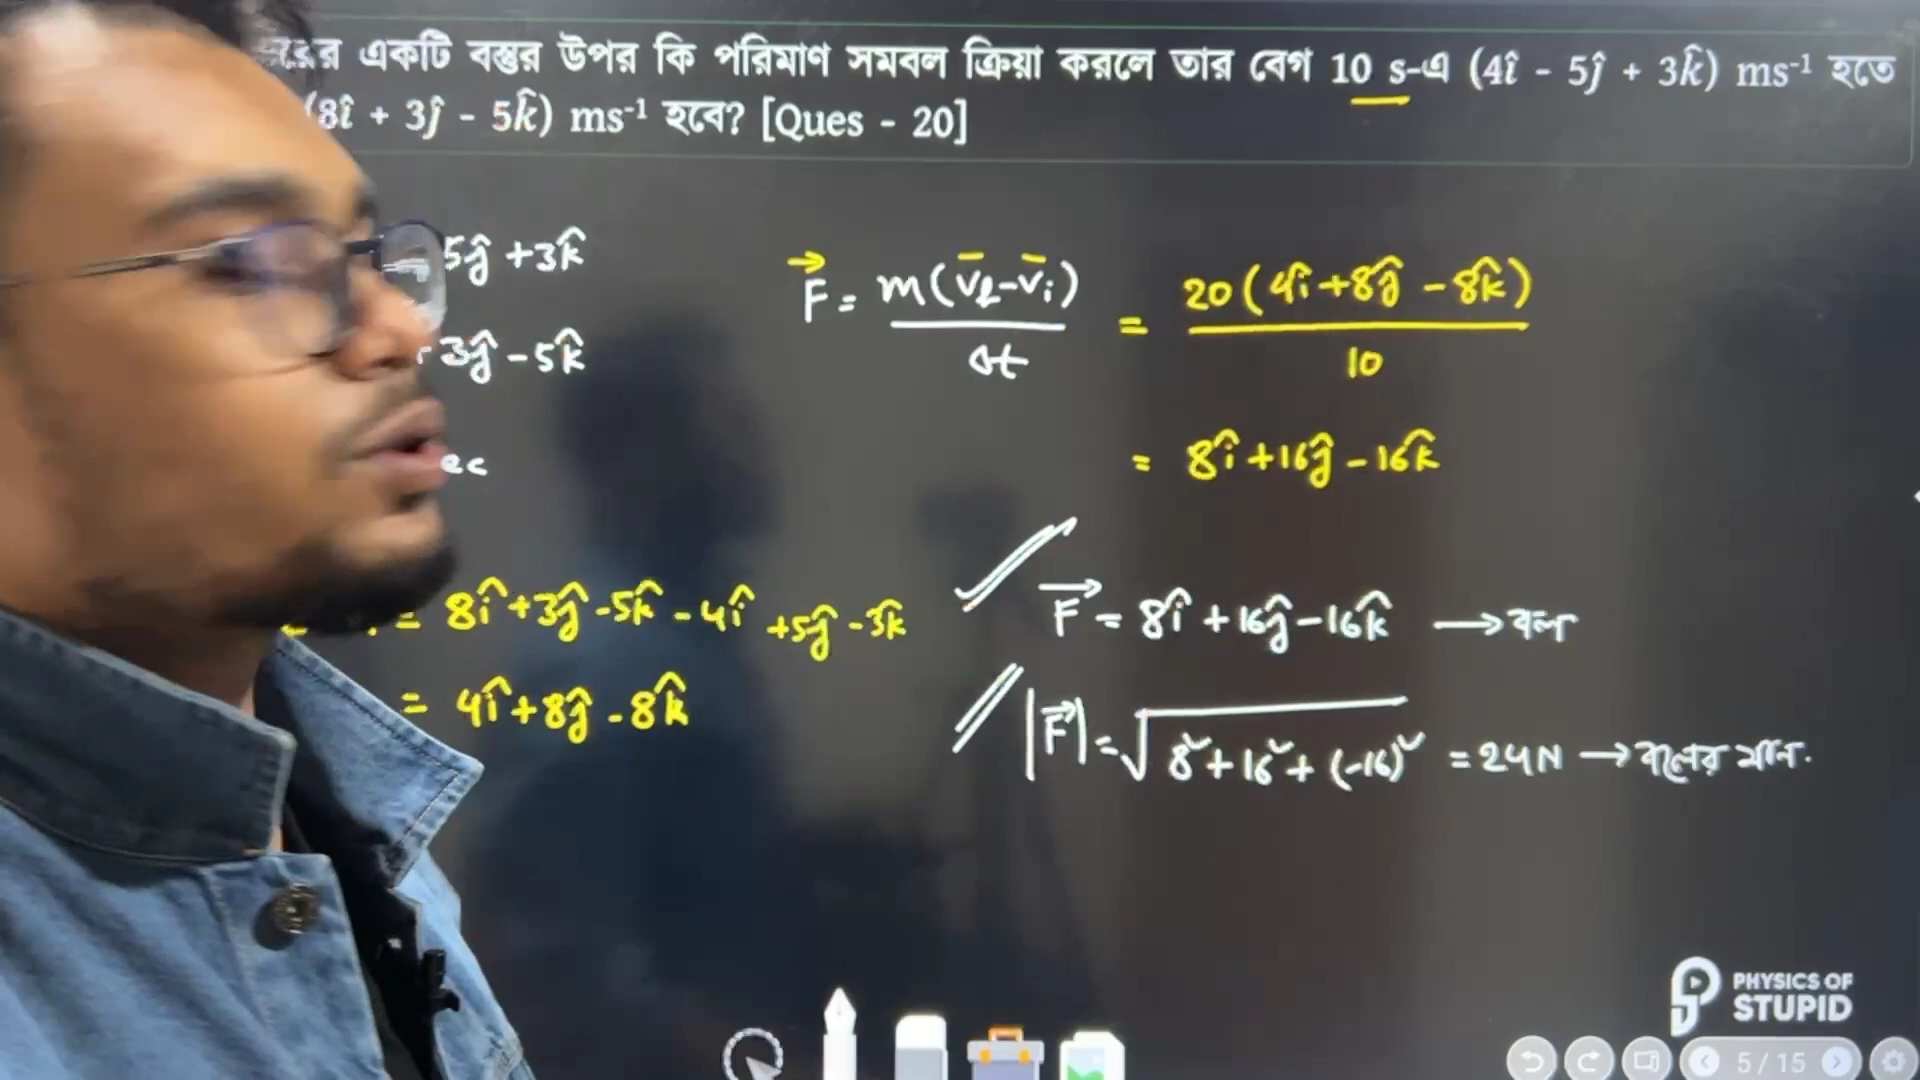 একটি বস্তুর উপর কি পরিমাণ সমবল ক্রিয়া করলে তার বেগ 10 s-এ (4î - 5ĵ + 3k̂) ms⁻¹ হতে
(8î + 3ĵ - 5k̂) ms⁻¹ হবে? [Ques - 20]
5ĵ + 3k̂
3ĵ - 5k̂
ec
F⃗ = m(v̄f - v̄i) / Δt = 20(4î + 8ĵ - 8k̂) / 10
= 8î + 16ĵ - 16k̂
= 8î + 3ĵ - 5k̂ - 4î + 5ĵ - 3k̂
= 4î + 8ĵ - 8k̂
F⃗ = 8î + 16ĵ - 16k̂ → বল
|F⃗| = √8² + 16² + (-16)² = 24N → বলের মান.
PHYSICS OF
STUPID
5 / 15